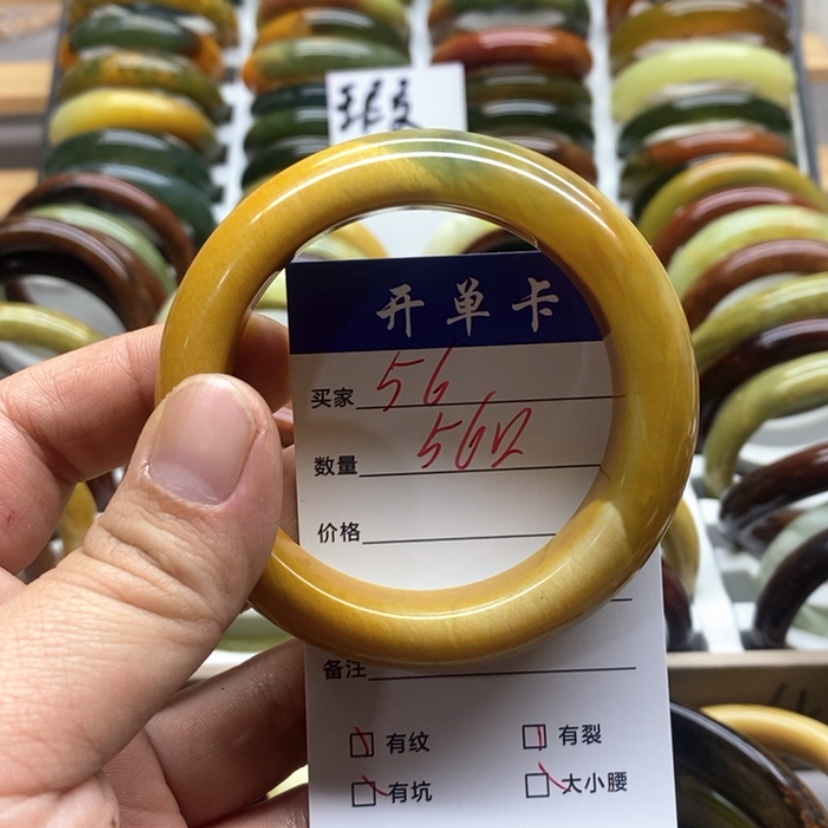 瑕
开单卡
买家 56
数量 562
价格
备注
有纹 有裂
有坑 大小腰